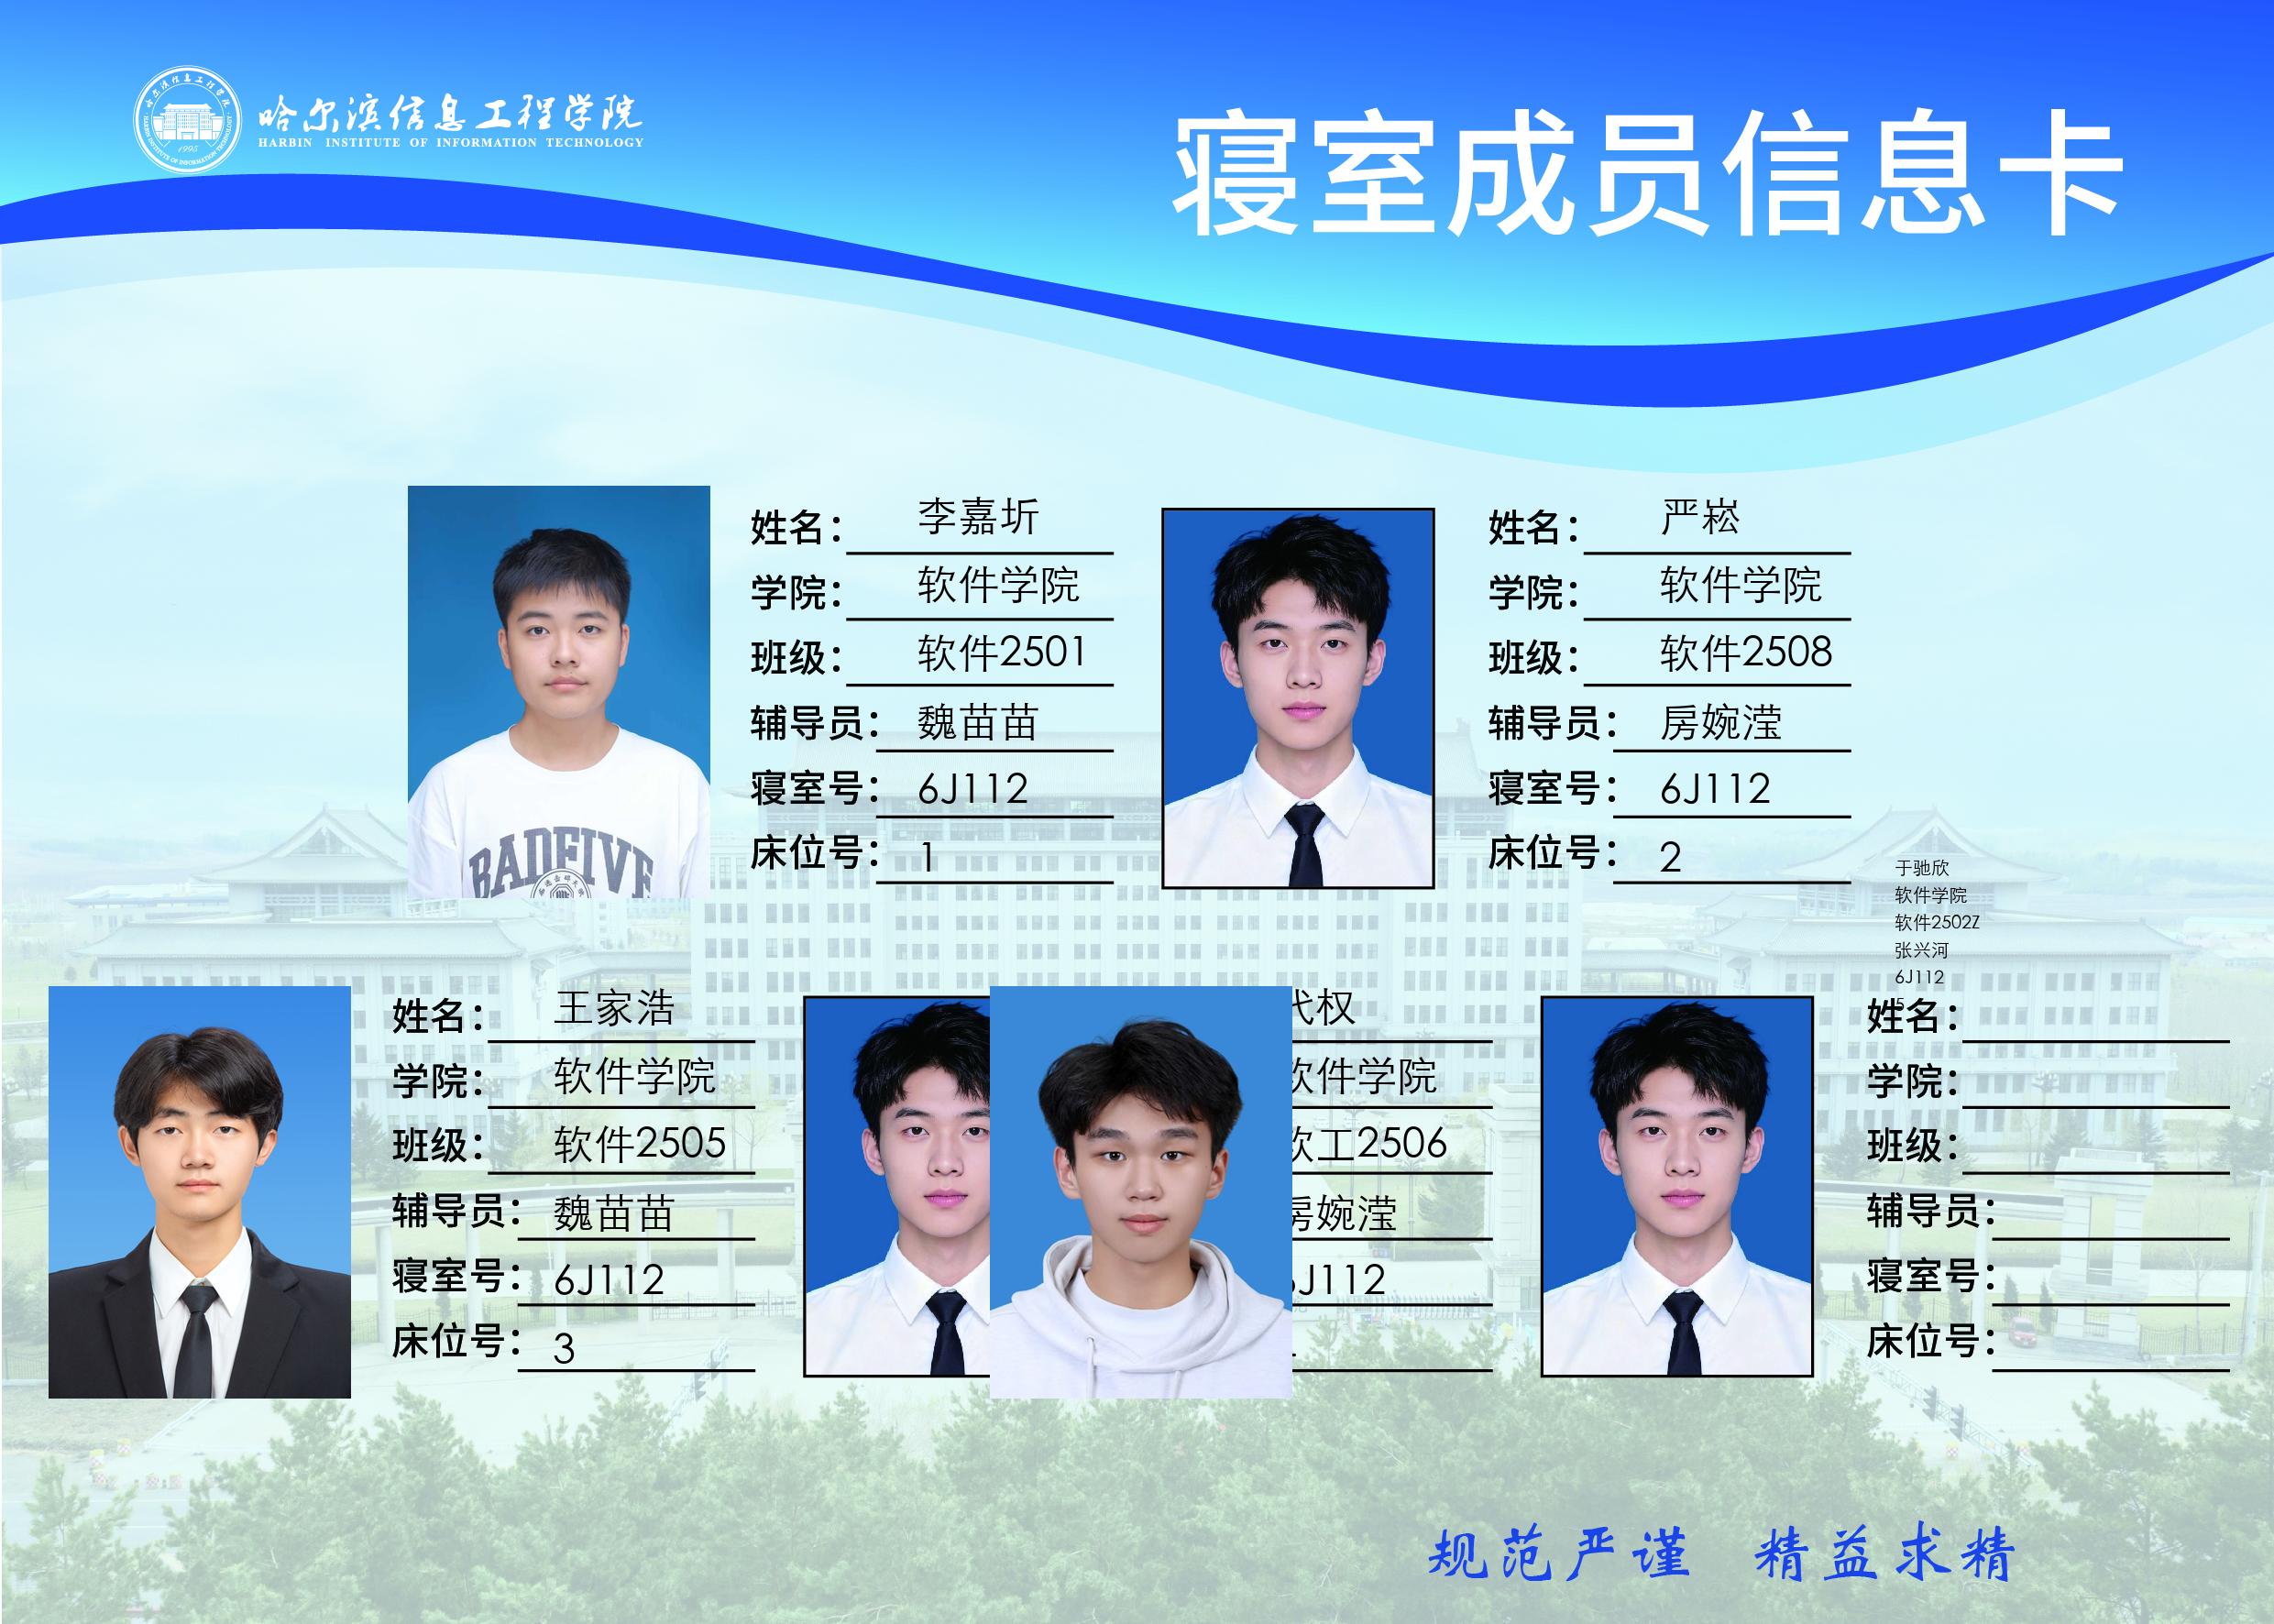 哈尔滨信息工程学院
HARBIN INSTITUTE OF INFORMATION TECHNOLOGY
1995
寝室成员信息卡
姓名： 李嘉圻
学院： 软件学院
班级： 软件2501
辅导员： 魏苗苗
寝室号： 6J112
床位号： 1
BADFIVE
姓名： 严崧
学院： 软件学院
班级： 软件2508
辅导员： 房婉滢
寝室号： 6J112
床位号： 2
于驰欣
软件学院
软件2502Z
张兴河
6J112
5
姓名： 王家浩
学院： 软件学院
班级： 软件2505
辅导员： 魏苗苗
寝室号： 6J112
床位号： 3
代权
软件学院
软工2506
房婉滢
6J112
姓名：
学院：
班级：
辅导员：
寝室号：
床位号：
规范严谨 精益求精